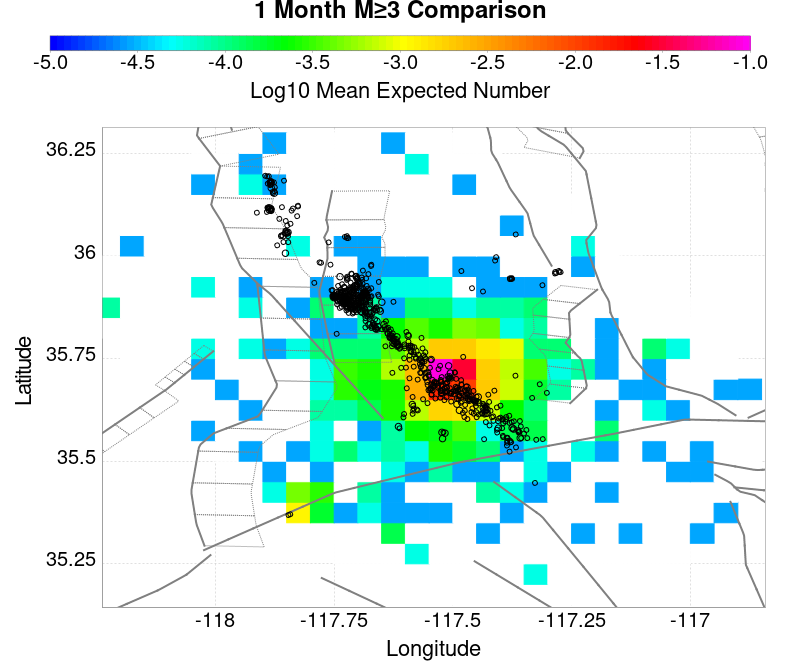 1 Month M≥3 Comparison
-5.0 -4.5 -4.0 -3.5 -3.0 -2.5 -2.0 -1.5 -1.0
Log10 Mean Expected Number
36.25
36
35.75
35.5
35.25
Latitude
-118 -117.75 -117.5 -117.25 -117
Longitude